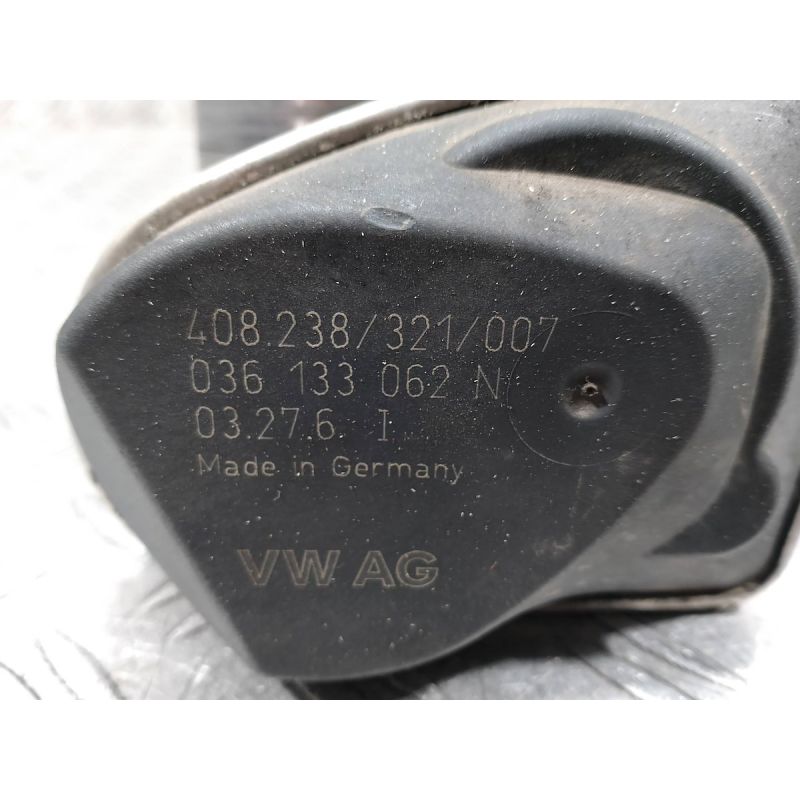 408.238/321/007
036 133 062 N
03.27.6 I
Made in Germany
VW AG